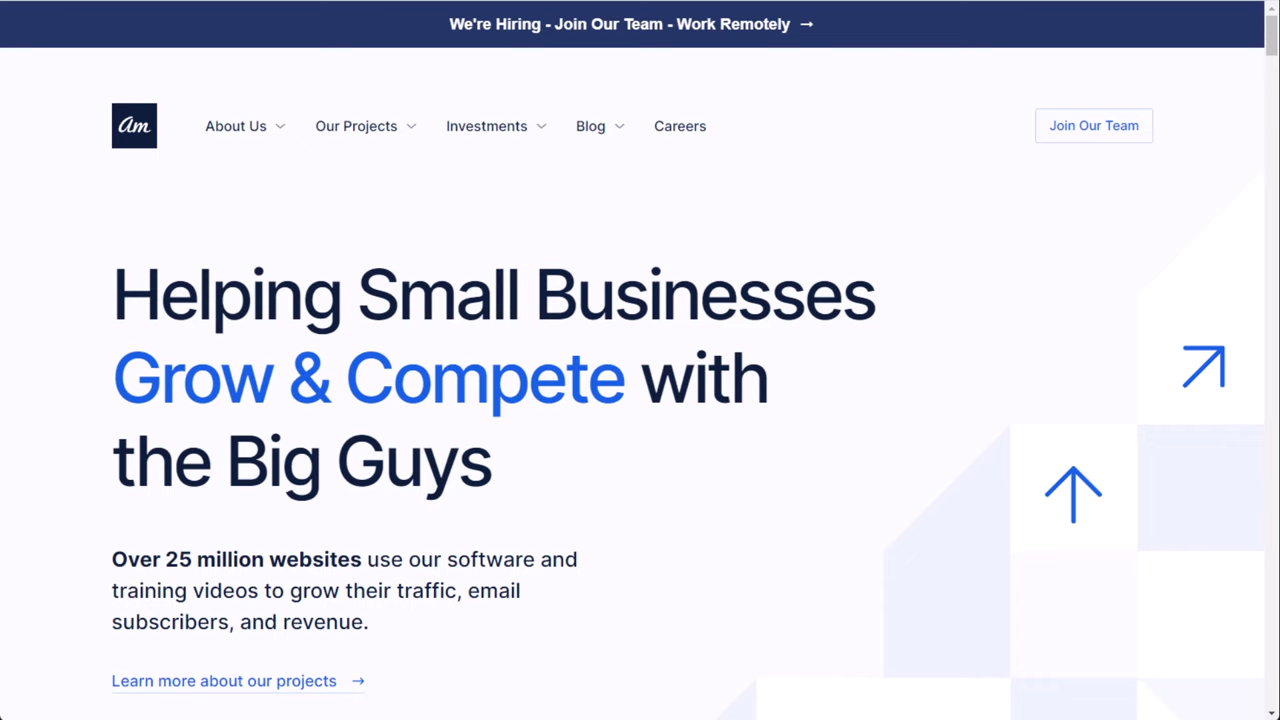 We're Hiring - Join Our Team - Work Remotely →
am
About Us
Our Projects
Investments
Blog
Careers
Join Our Team
Helping Small Businesses
Grow & Compete with
the Big Guys
Over 25 million websites use our software and
training videos to grow their traffic, email
subscribers, and revenue.
Learn more about our projects →